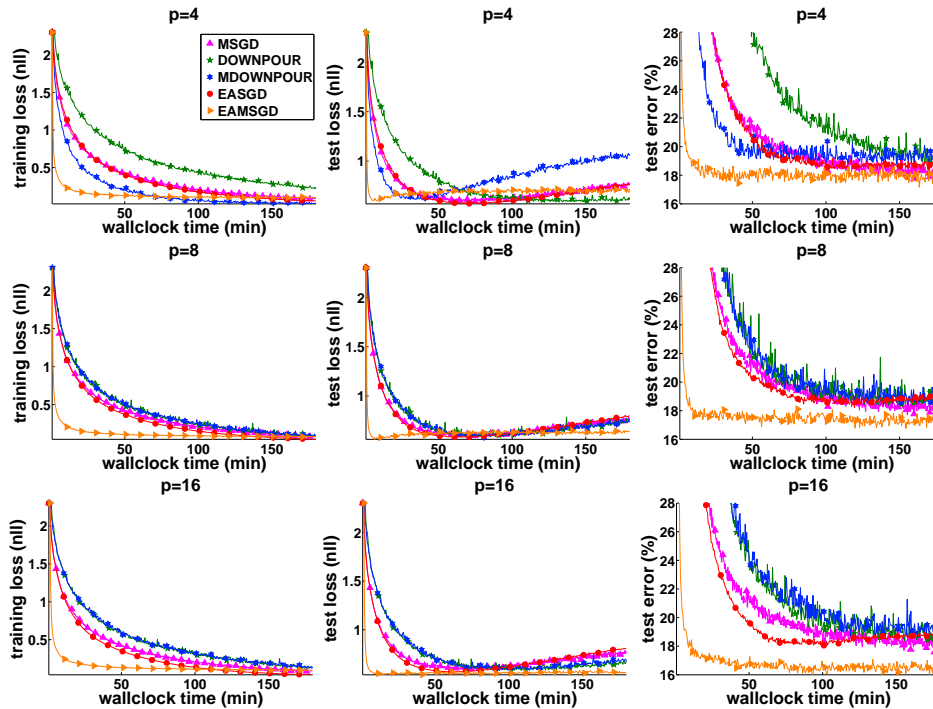 p=4
training loss (nll)
2
1.5
1
0.5
50
100
150
wallclock time (min)
MSGD
DOWNPOUR
MDOWNPOUR
EASGD
EAMSGD
p=4
test loss (nll)
2
1.5
1
50
100
150
wallclock time (min)
p=4
test error (%)
28
26
24
22
20
18
16
50
100
150
wallclock time (min)
p=8
training loss (nll)
2
1.5
1
0.5
50
100
150
wallclock time (min)
p=8
test loss (nll)
2
1.5
1
50
100
150
wallclock time (min)
p=8
test error (%)
28
26
24
22
20
18
16
50
100
150
wallclock time (min)
p=16
training loss (nll)
2
1.5
1
0.5
50
100
150
wallclock time (min)
p=16
test loss (nll)
2
1.5
1
50
100
150
wallclock time (min)
p=16
test error (%)
28
26
24
22
20
18
16
50
100
150
wallclock time (min)